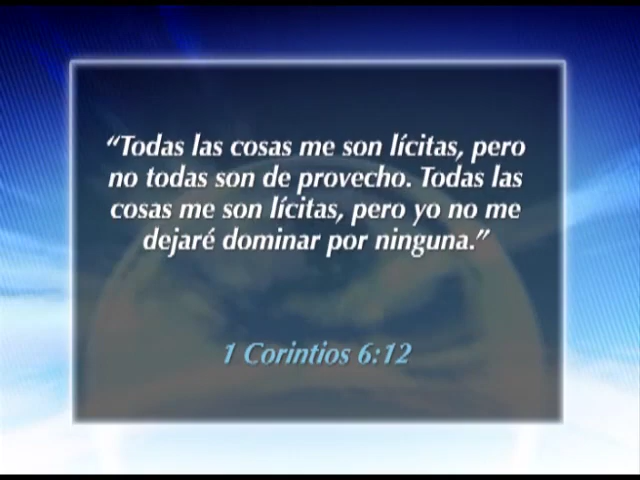 “Todas las cosas me son lícitas, pero
no todas son de provecho. Todas las
cosas me son lícitas, pero yo no me
dejaré dominar por ninguna.”
1 Corintios 6:12